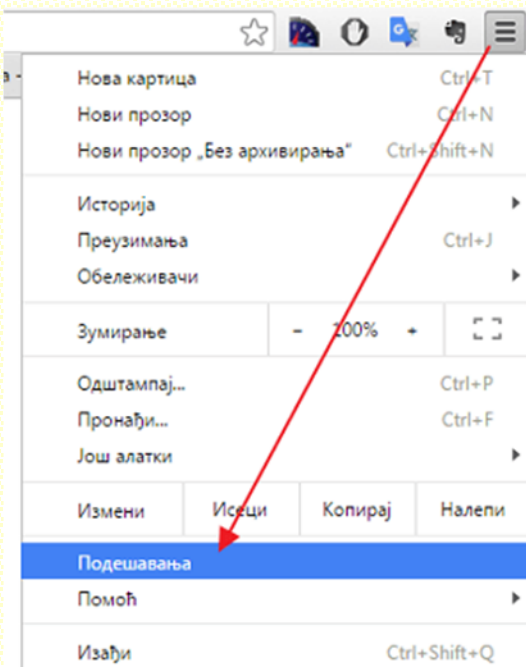 Нова картица Ctrl+T
Нови прозор Ctrl+N
Нови прозор „Без архивирања“ Ctrl+Shift+N
Историја
Преузимања Ctrl+J
Обележивачи
Зумирање - 100% +
Одштампај... Ctrl+P
Пронађи... Ctrl+F
Још алатки
Измени Исеци Копирај Налепи
Подешавања
Помоћ
Изађи Ctrl+Shift+Q